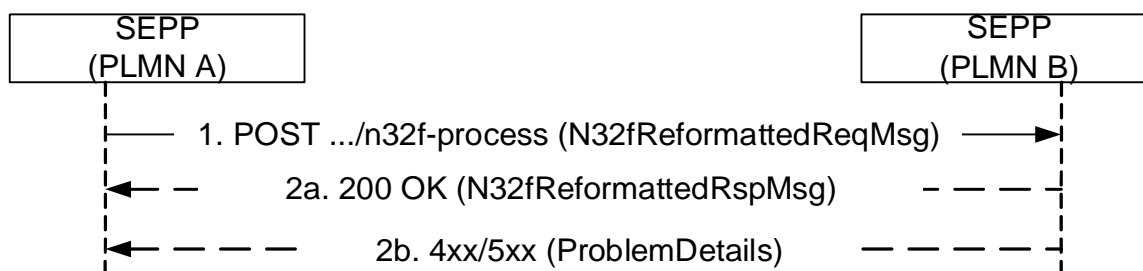 SEPP
(PLMN A)
SEPP
(PLMN B)
1. POST .../n32f-process (N32fReformattedReqMsg)
2a. 200 OK (N32fReformattedRspMsg)
2b. 4xx/5xx (ProblemDetails)